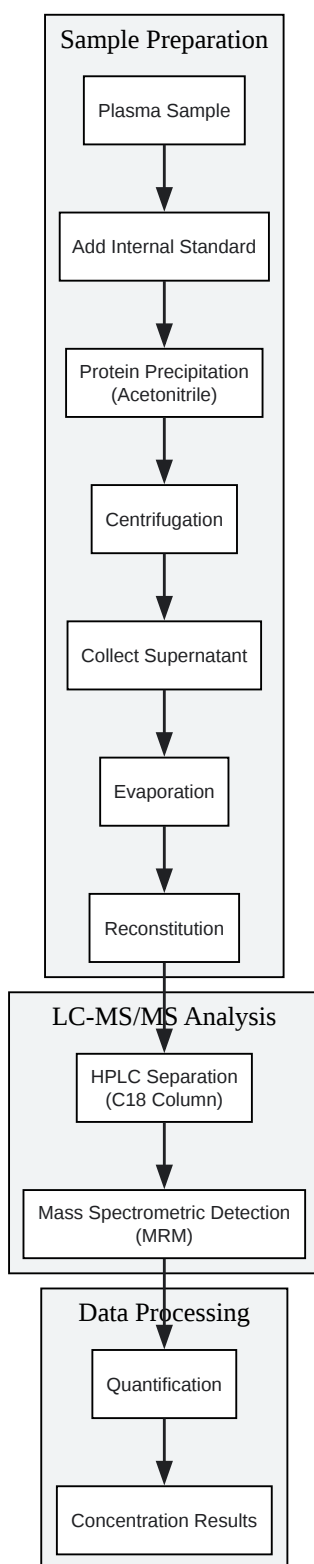 Sample Preparation
Plasma Sample
Add Internal Standard
Protein Precipitation
(Acetonitrile)
Centrifugation
Collect Supernatant
Evaporation
Reconstitution
LC-MS/MS Analysis
HPLC Separation
(C18 Column)
Mass Spectrometric Detection
(MRM)
Data Processing
Quantification
Concentration Results